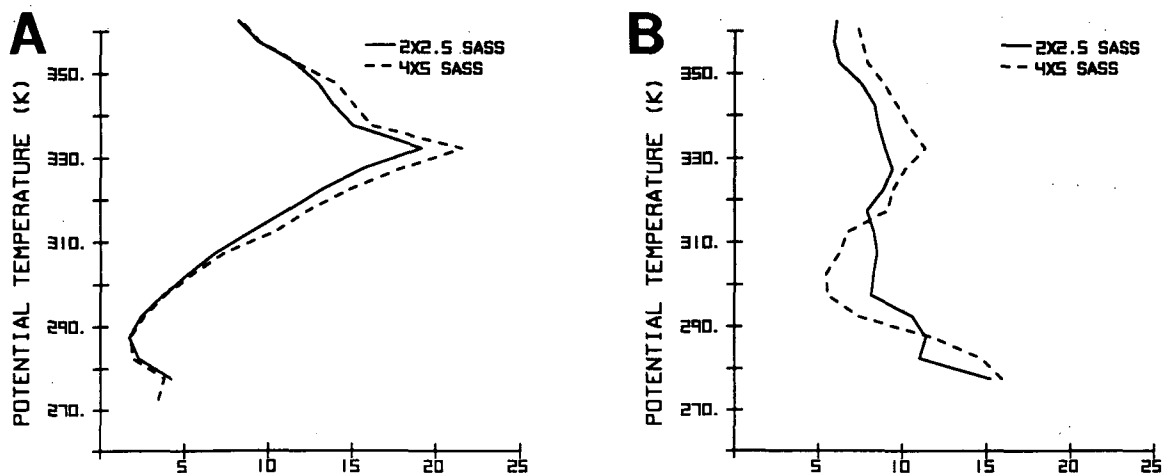 A
2X2.5 SASS
4X5 SASS
POTENTIAL TEMPERATURE (K)
350.
330.
310.
290.
270.
5 10 15 20 25
B
2X2.5 SASS
4X5 SASS
POTENTIAL TEMPERATURE (K)
350.
330.
310.
290.
270.
5 10 15 20 25